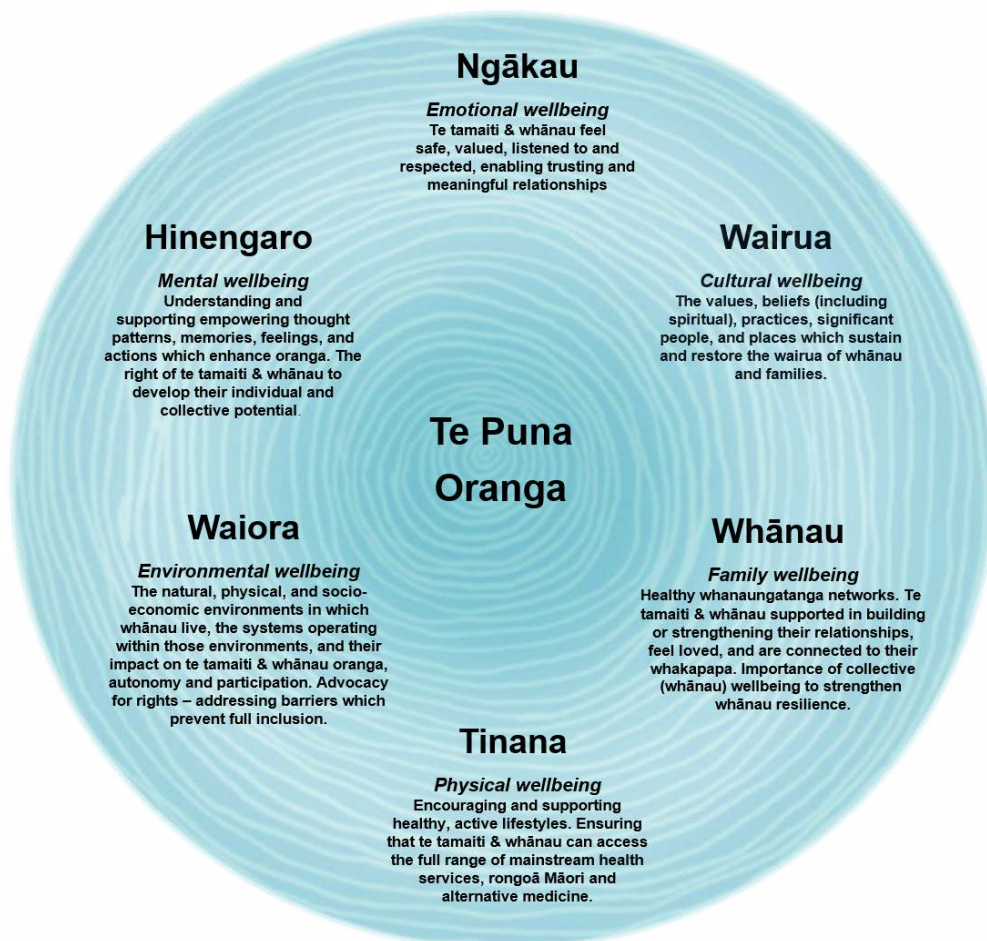 Ngākau
Emotional wellbeing
Te tamaiti & whānau feel
safe, valued, listened to and
respected, enabling trusting and
meaningful relationships
Hinengaro
Mental wellbeing
Understanding and
supporting empowering thought
patterns, memories, feelings, and
actions which enhance oranga. The
right of te tamaiti & whānau to
develop their individual and
collective potential.
Wairua
Cultural wellbeing
The values, beliefs (including
spiritual), practices, significant
people, and places which sustain
and restore the wairua of whānau
and families.
Te Puna
Oranga
Waiora
Environmental wellbeing
The natural, physical, and socio-
economic environments in which
whānau live, the systems operating
within those environments, and their
impact on te tamaiti & whānau oranga,
autonomy and participation. Advocacy
for rights – addressing barriers which
prevent full inclusion.
Whānau
Family wellbeing
Healthy whanaungatanga networks. Te
tamaiti & whānau supported in building
or strengthening their relationships,
feel loved, and are connected to their
whakapapa. Importance of collective
(whānau) wellbeing to strengthen
whānau resilience.
Tinana
Physical wellbeing
Encouraging and supporting
healthy, active lifestyles. Ensuring
that te tamaiti & whānau can access
the full range of mainstream health
services, rongoā Māori and
alternative medicine.